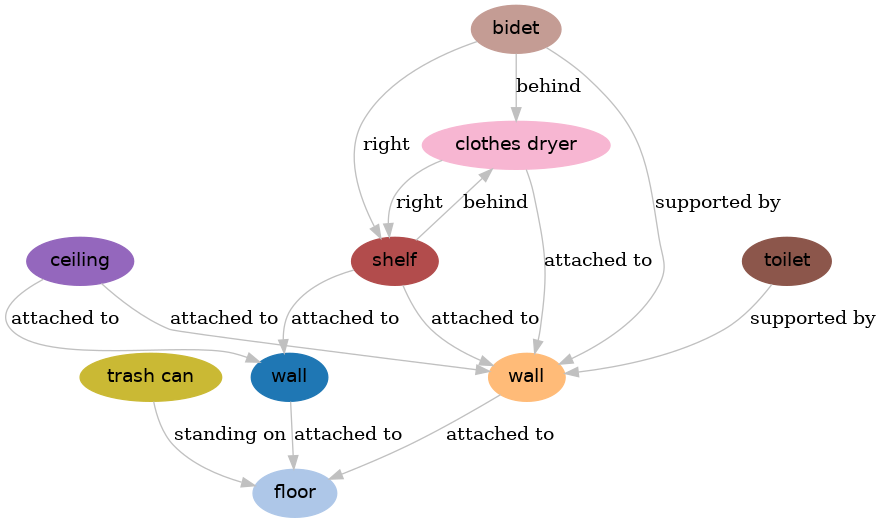 bidet
behind
right
clothes dryer
right
behind
supported by
ceiling
shelf
attached to
toilet
attached to
attached to
attached to
attached to
supported by
trash can
wall
wall
standing on
attached to
attached to
floor